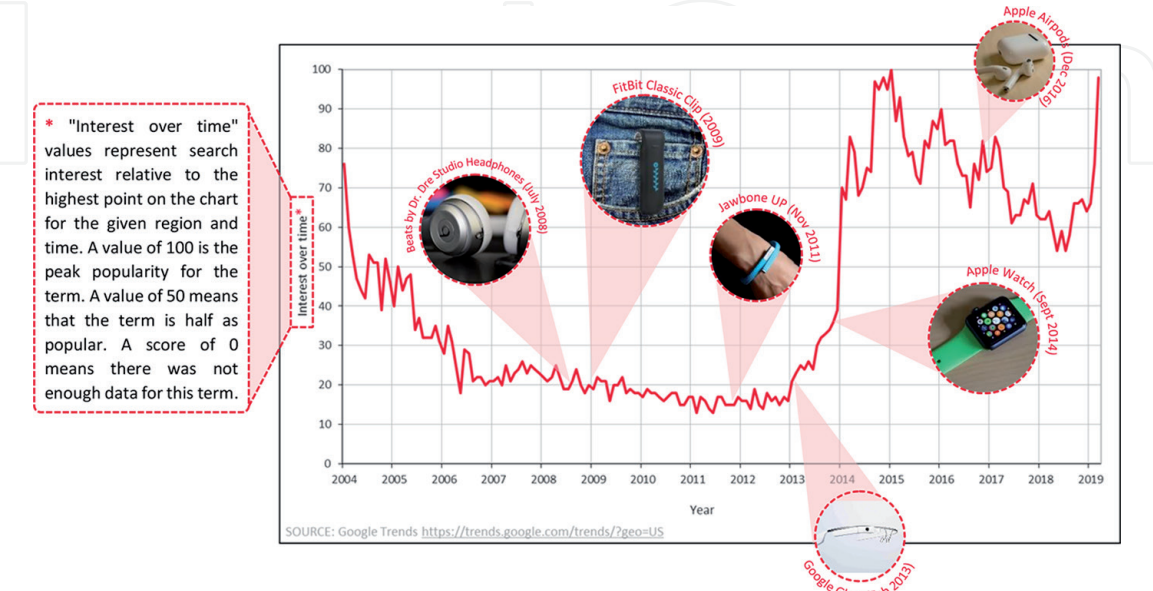 * "Interest over time"
values represent search
interest relative to the
highest point on the chart
for the given region and
time. A value of 100 is the
peak popularity for the
term. A value of 50 means
that the term is half as
popular. A score of 0
means there was not
enough data for this term.
Interest over time*
100
90
80
70
60
50
40
30
20
10
0
Beats by Dr. Dre Studio Headphones (July 2008)
FitBit Classic Clip (2009)
Jawbone UP (Nov 2011)
Apple Airpods (Dec 2016)
Apple Watch (Sept 2014)
2004 2005 2006 2007 2008 2009 2010 2011 2012 2013 2014 2015 2016 2017 2018 2019
Year
SOURCE: Google Trends https://trends.google.com/trends/?geo=US
Google 2013)